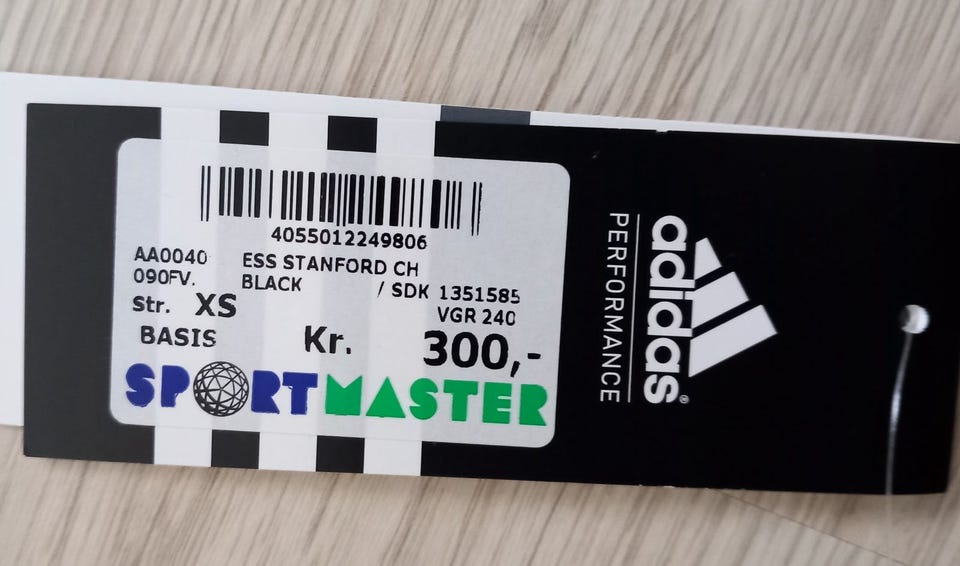 4055012249806
AA0040 ESS STANFORD CH
090FV. BLACK / SDK 1351585
Str. XS VGR 240
BASIS Kr. 300,-
SPORTMASTER
adidas®
PERFORMANCE